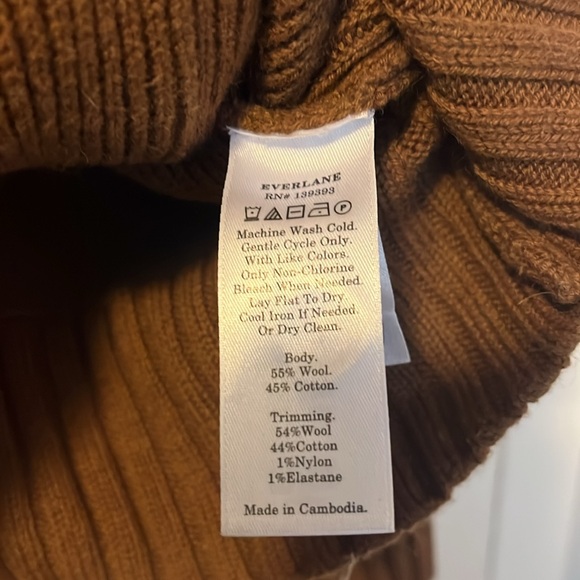 EVERLANE
RN# 139393
P
Machine Wash Cold.
Gentle Cycle Only.
With Like Colors.
Only Non-Chlorine
Bleach When Needed.
Lay Flat To Dry.
Cool Iron If Needed.
Or Dry Clean.
Body.
55% Wool.
45% Cotton.
Trimming.
54%Wool
44%Cotton
1%Nylon
1%Elastane
Made in Cambodia.